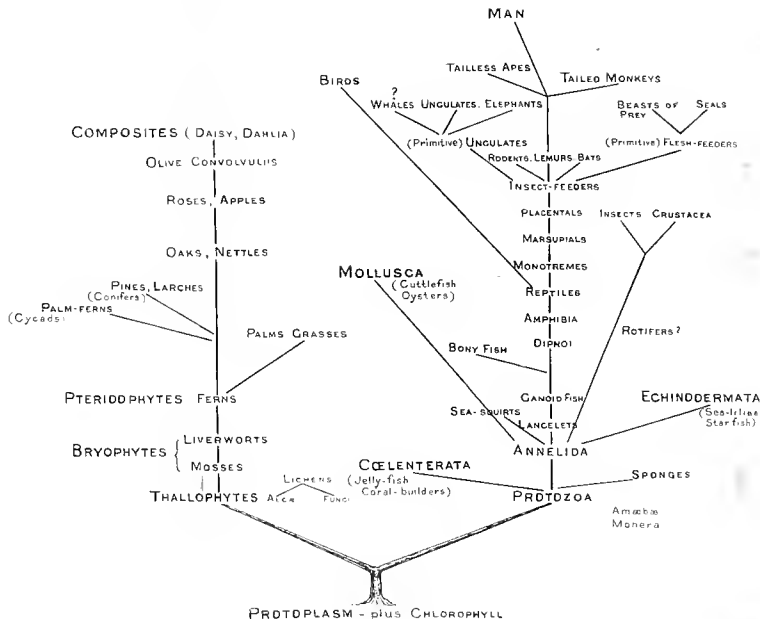 MAN
TAILLESS APES
TAILED MONKEYS
BIRDS
?
WHALES UNGULATES. ELEPHANTS
BEASTS OF SEALS
PREY
COMPOSITES (DAISY, DAHLIA)
(Primitive) UNGULATES
(Primitive) FLESH-FEEDERS
OLIVE CONVOLVULUS
RODENTS. LEMURS. BATS
INSECT-FEEDERS
ROSES, APPLES
PLACENTALS
INSECTS CRUSTACEA
MARSUPIALS
OAKS, NETTLES
MONOTREMES
MOLLUSCA (Cuttlefish
Oysters)
PINES, LARCHES
(Conifers)
REPTILES
PALM-FERNS
(Cycads)
AMPHIBIA
PALMS GRASSES
DIPNOI
ROTIFERS?
BONY FISH
PTERIDOPHYTES FERNS
GANOID FISH
ECHINODERMATA
(Sea-lilies
Starfish)
SEA-SQUIRTS
LANCELETS
BRYOPHYTES { LIVERWORTS
MOSSES
ANNELIDA
CŒLENTERATA
(Jelly-fish
Coral-builders)
SPONGES
LICHENS
THALLOPHYTES ALGÆ FUNGI
PROTOZOA
Amœbæ
Monera
PROTOPLASM - plus CHLOROPHYLL